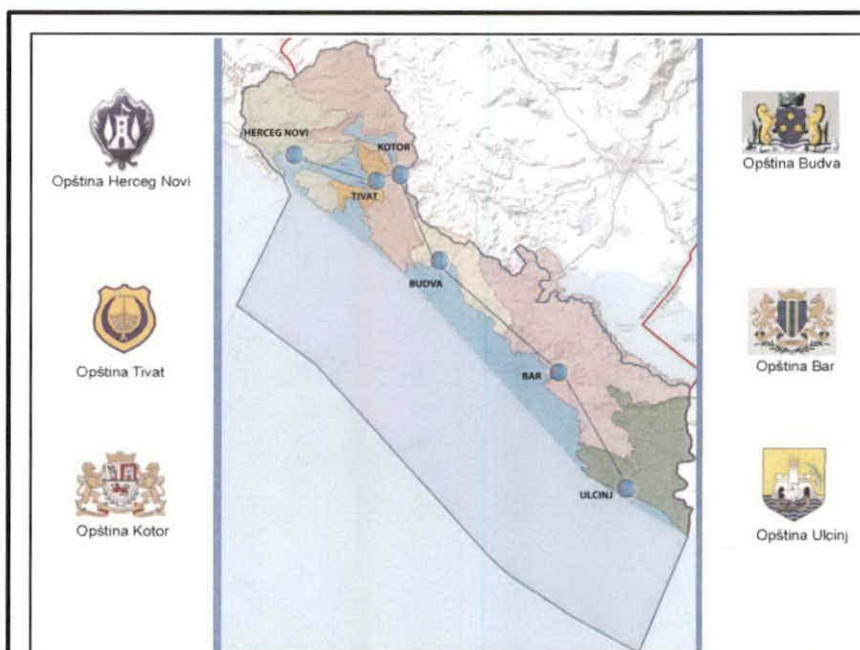 Opština Herceg Novi
Opština Tivat
Opština Kotor
HERCEG NOVI
KOTOR
TIVAT
BUDVA
BAR
ULCINJ
Opština Budva
Opština Bar
Opština Ulcinj